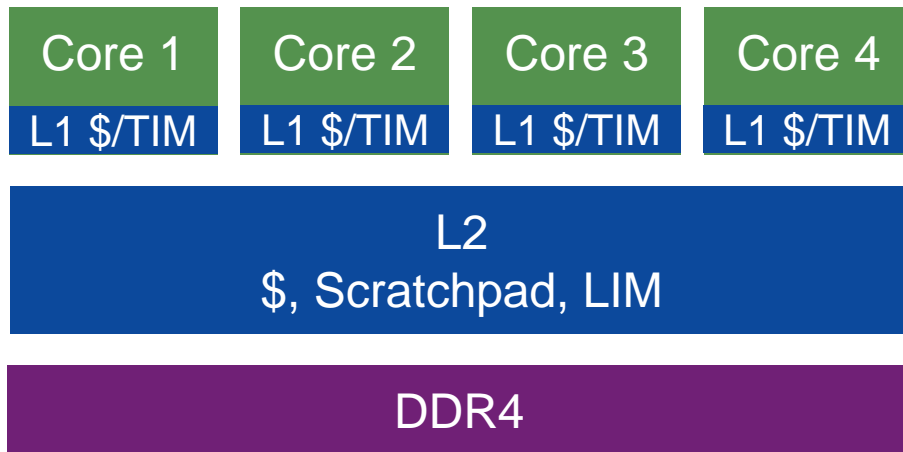 Core 1
Core 2
Core 3
Core 4
L1 $/TIM
L1 $/TIM
L1 $/TIM
L1 $/TIM
L2
$, Scratchpad, LIM
DDR4